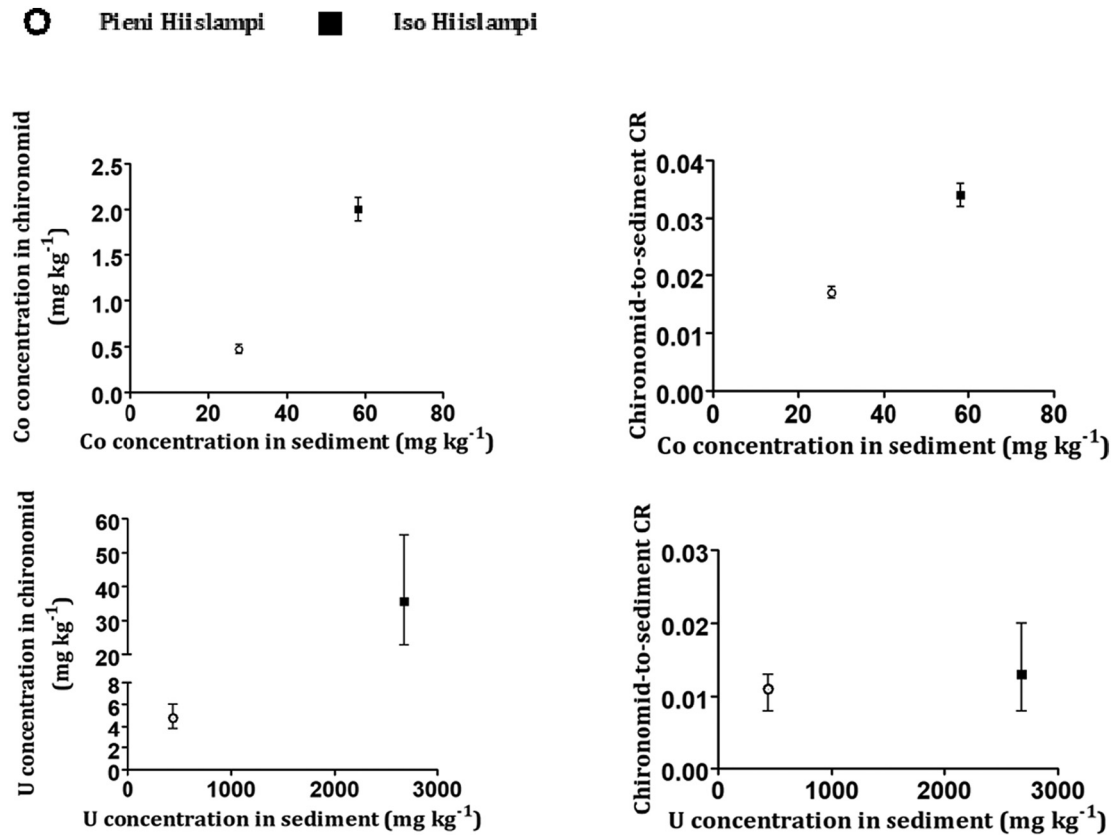 Pieni Hiislampi Iso Hiislampi
Co concentration in chironomid
(mg kg-1)
2.5
2.0
1.5
1.0
0.5
0.0
0 20 40 60 80
Co concentration in sediment (mg kg-1)
Chironomid-to-sediment CR
0.04
0.03
0.02
0.01
0.00
0 20 40 60 80
Co concentration in sediment (mg kg-1)
U concentration in chironomid
(mg kg-1)
60
50
40
30
20
8
6
4
2
0
0 1000 2000 3000
U concentration in sediment (mg kg-1)
Chironomid-to-sediment CR
0.03
0.02
0.01
0.00
0 1000 2000 3000
U concentration in sediment (mg kg-1)